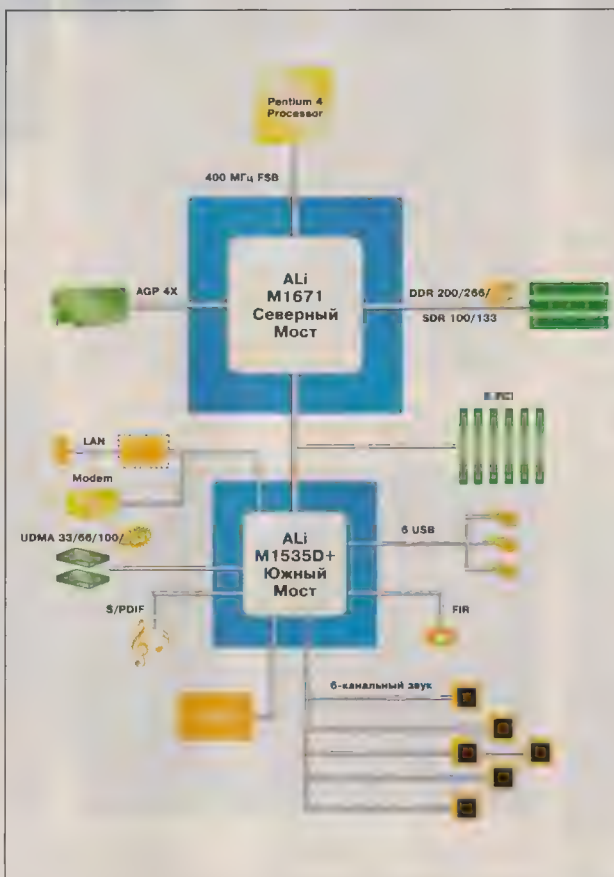 Pentium 4
Processor
400 МГц FSB
ALi
M1671
Северный
Мост
AGP 4X
DDR 200/266/
SDR 100/133
LAN
Modem
UDMA 33/66/100/
ALi
M1535D+
Южный
Мост
6 USB
S/PDIF
FIR
6-канальный звук